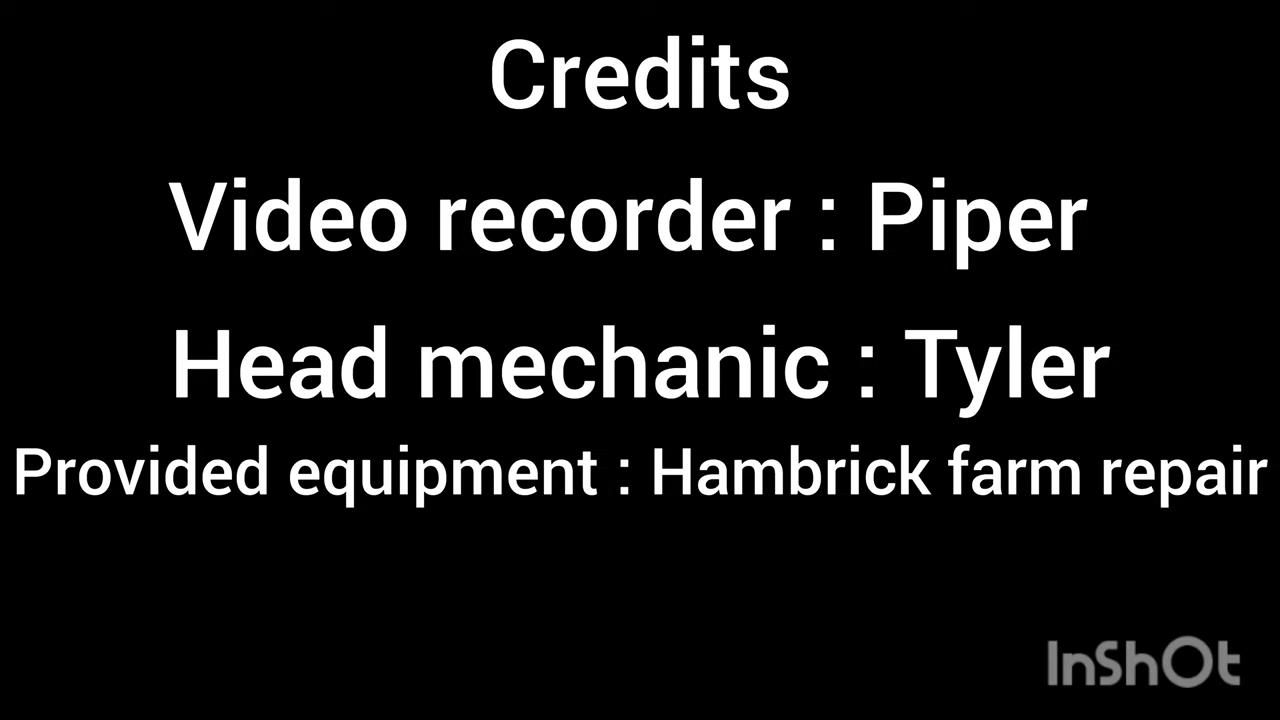 Credits
Video recorder : Piper
Head mechanic : Tyler
Provided equipment : Hambrick farm repair
InShOt